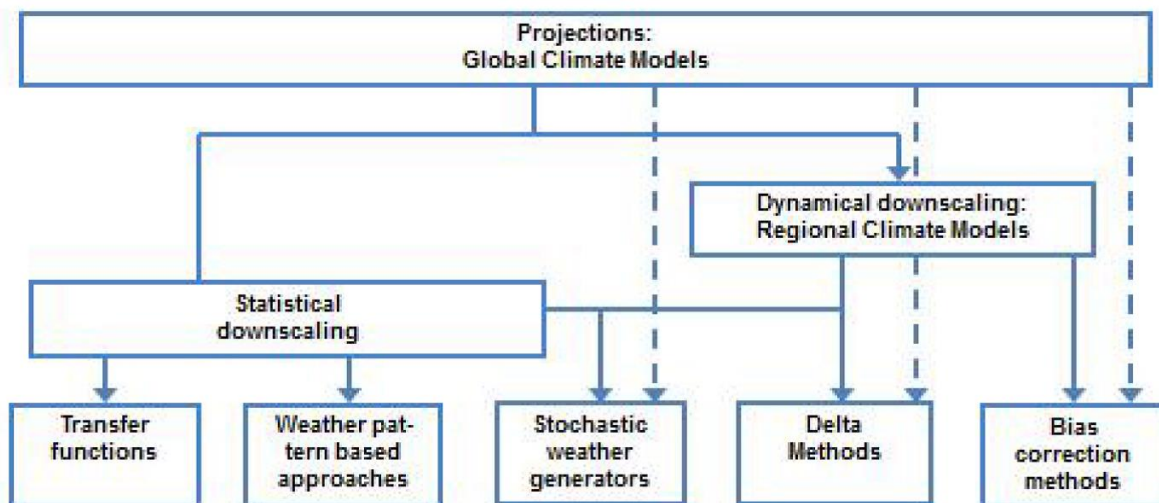 Projections:
Global Climate Models
Dynamical downscaling:
Regional Climate Models
Statistical
downscaling
Transfer
functions
Weather pat-
tern based
approaches
Stochastic
weather
generators
Delta
Methods
Bias
correction
methods